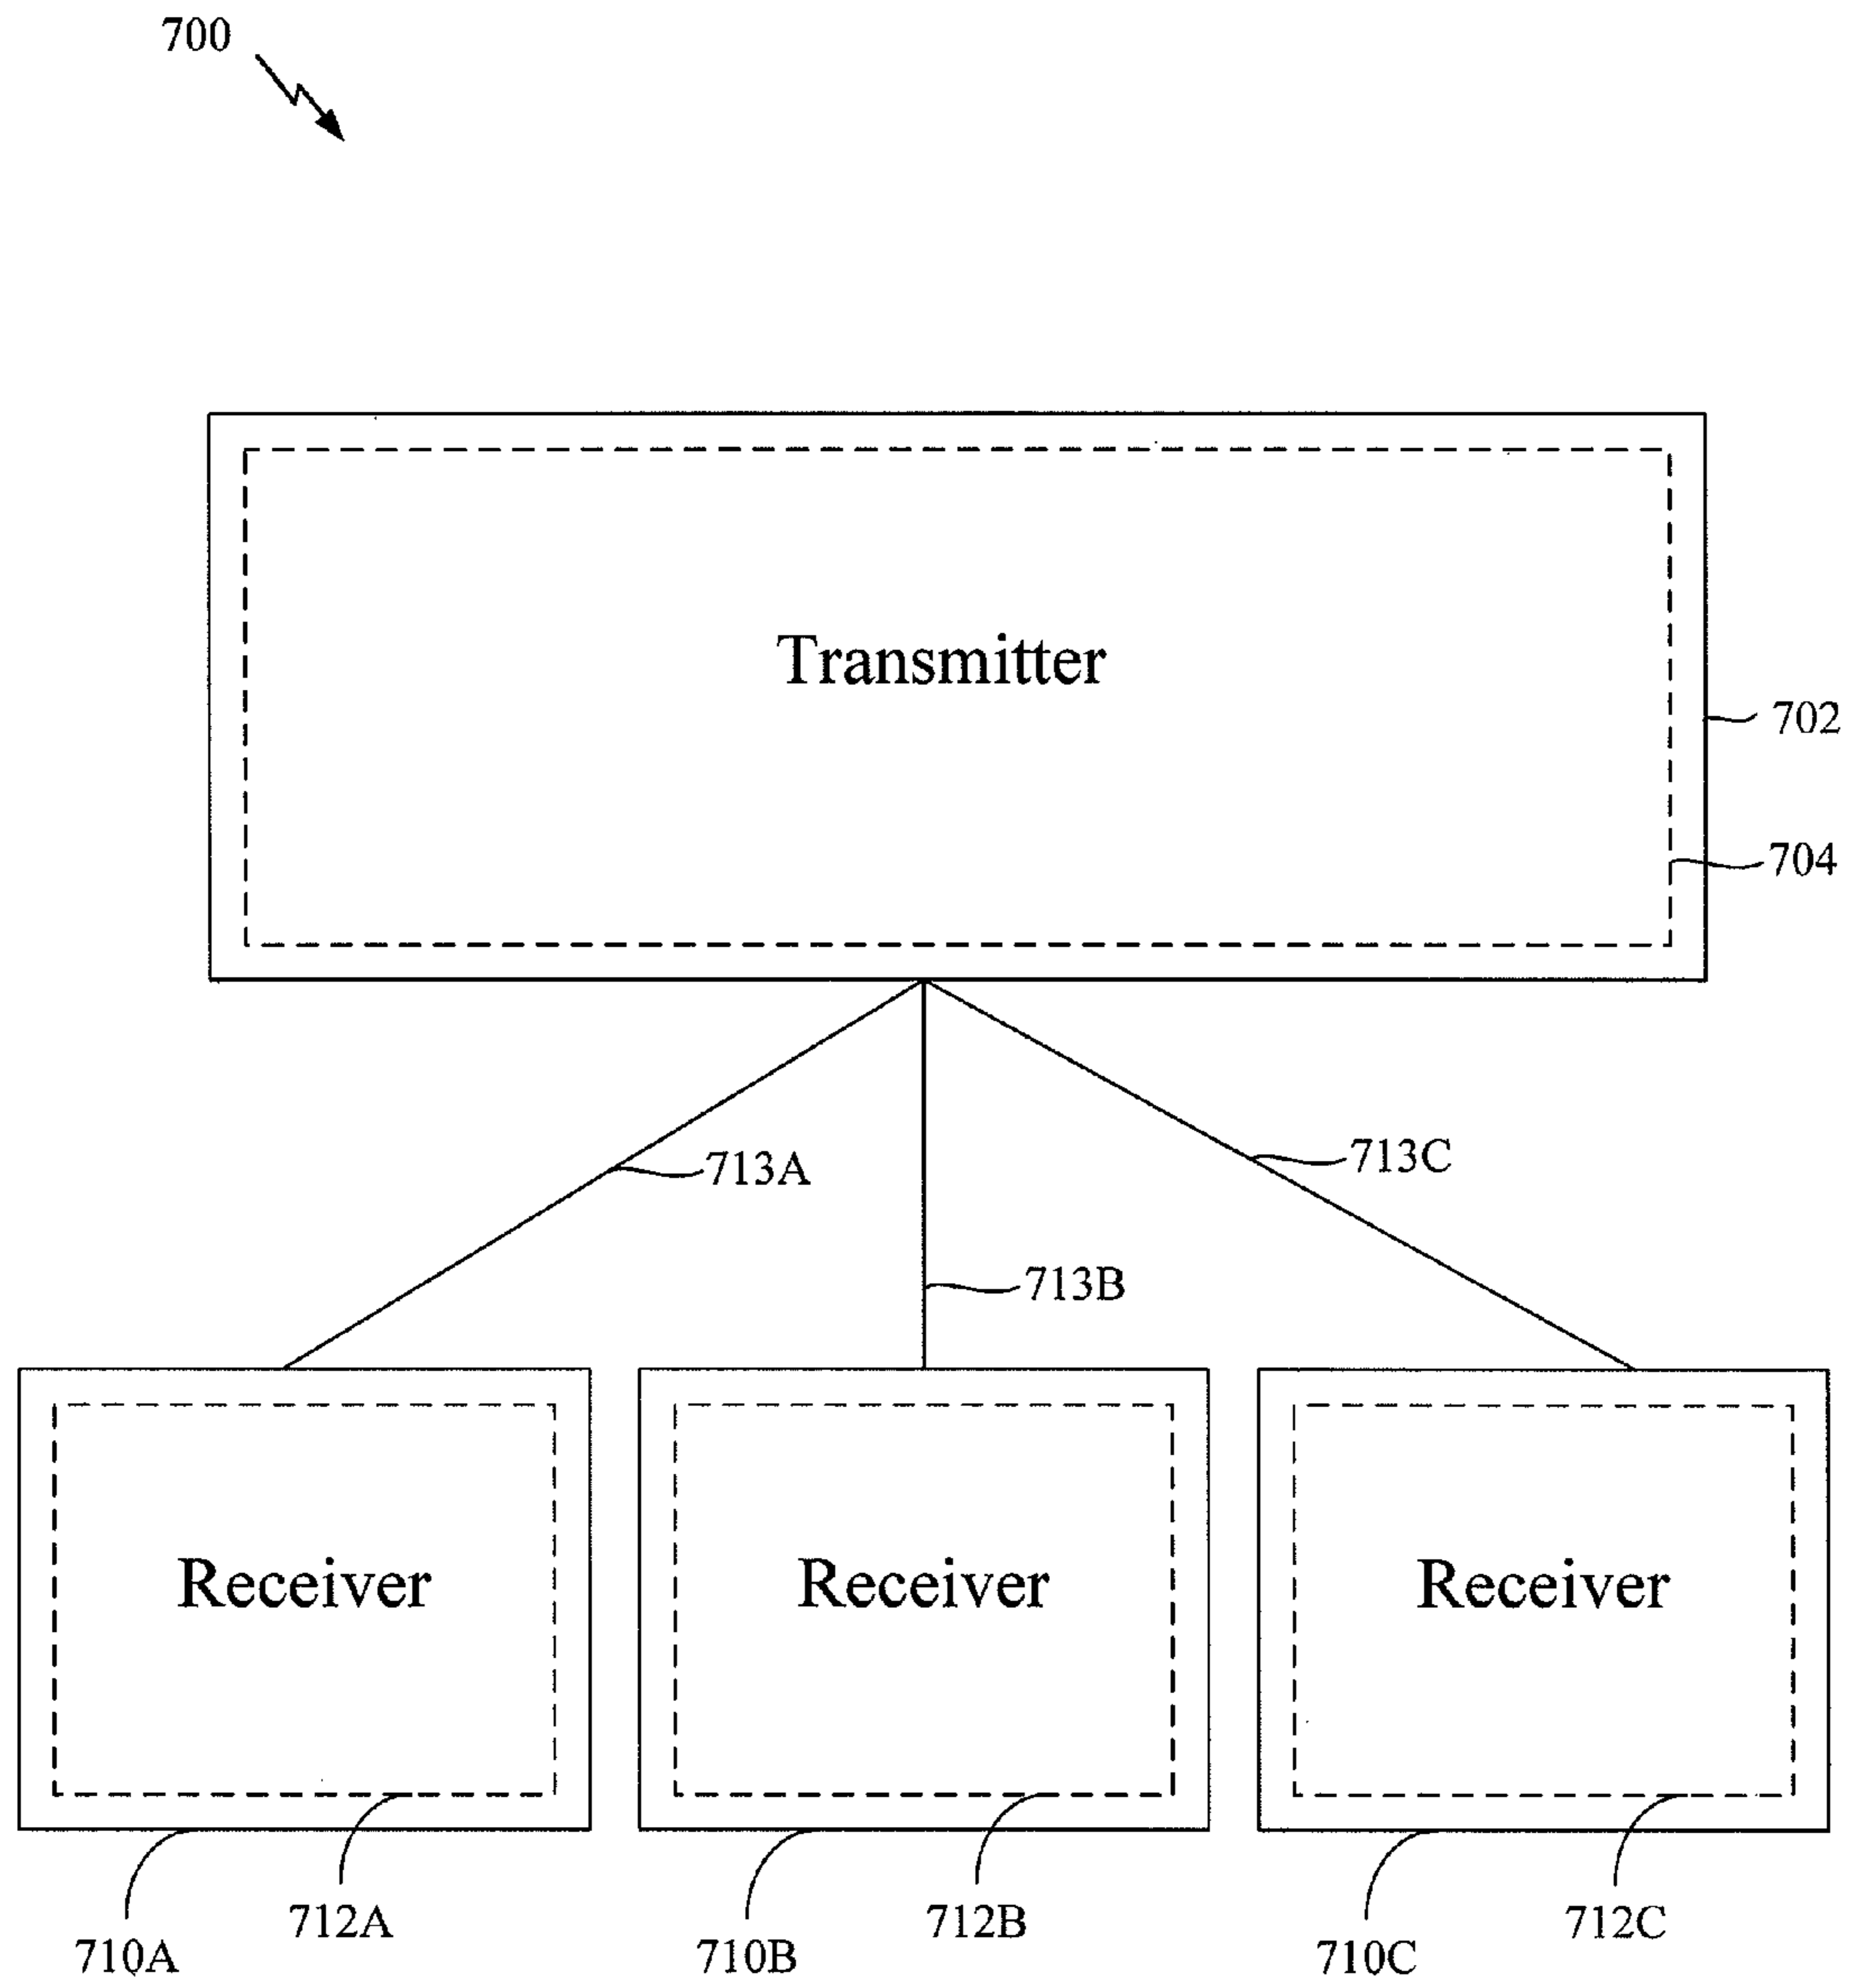 700
Transmitter
702
704
713A
713C
713B
Receiver
Receiver
Receiver
712A
712B
712C
710A
710B
710C